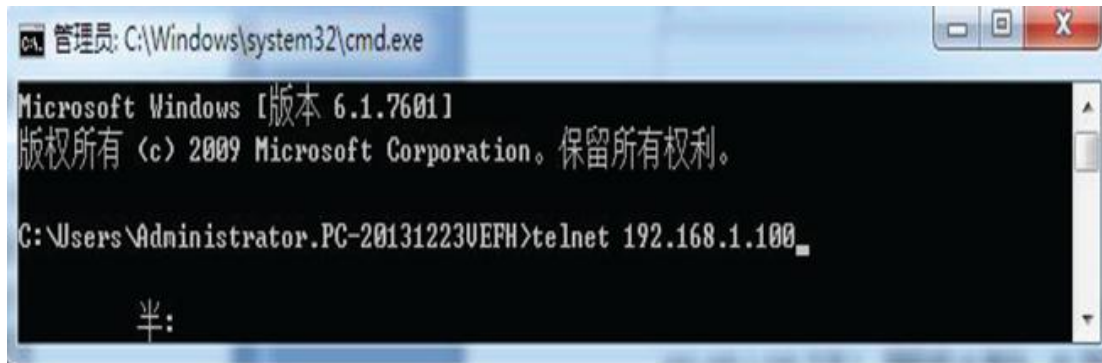 管理员: C:\Windows\system32\cmd.exe
Microsoft Windows [版本 6.1.7601]
版权所有 (c) 2009 Microsoft Corporation。保留所有权利。
C:\Users\Administrator.PC-20131223VEFH>telnet 192.168.1.100_
半: